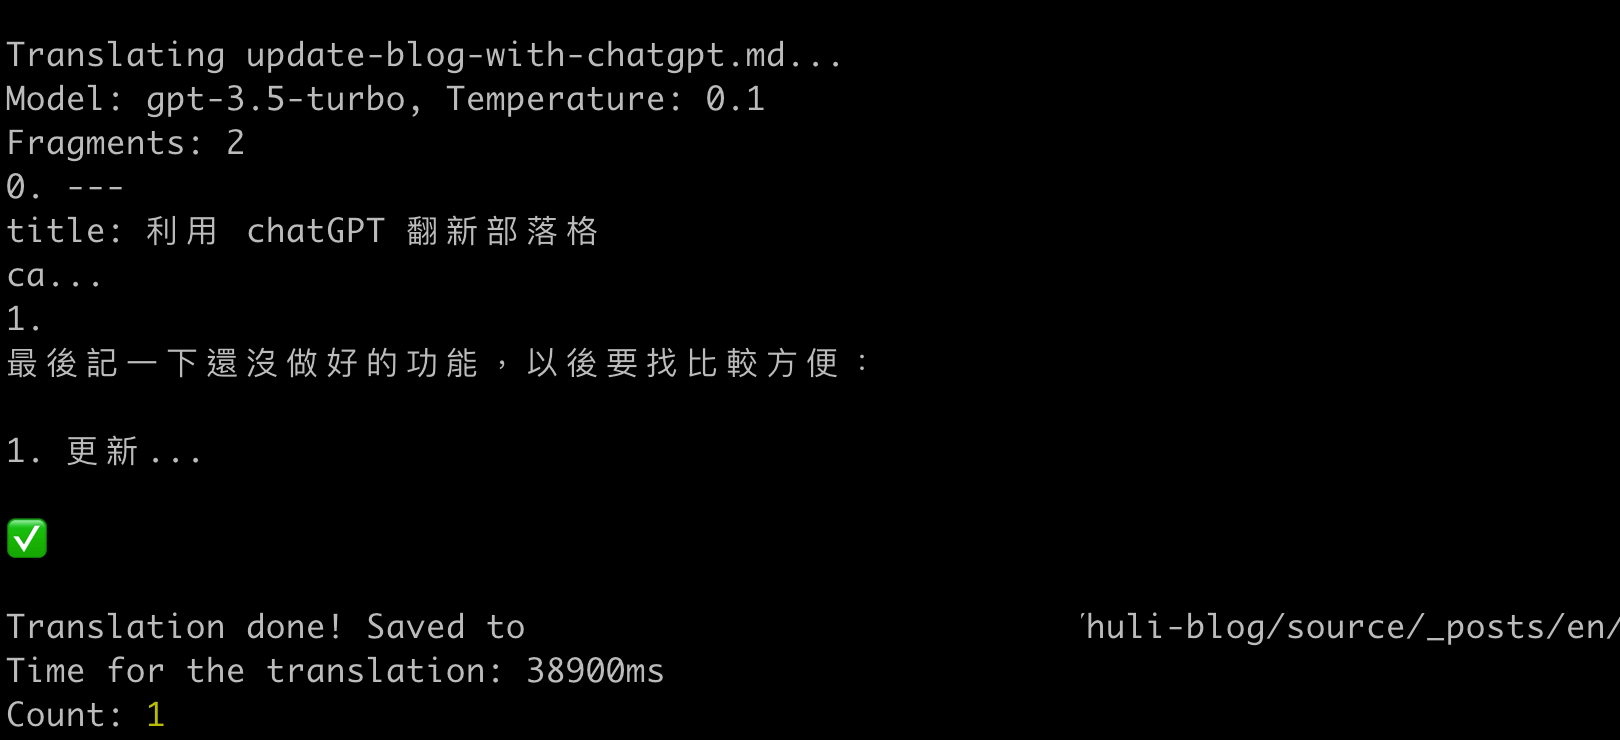 Translating update-blog-with-chatgpt.md...
Model: gpt-3.5-turbo, Temperature: 0.1
Fragments: 2
0. ---
title: 利用 chatGPT 翻新部落格
ca...
1.
最後記一下還沒做好的功能，以後要找比較方便：
1. 更新...
✅
Translation done! Saved to /huli-blog/source/_posts/en/
Time for the translation: 38900ms
Count: 1